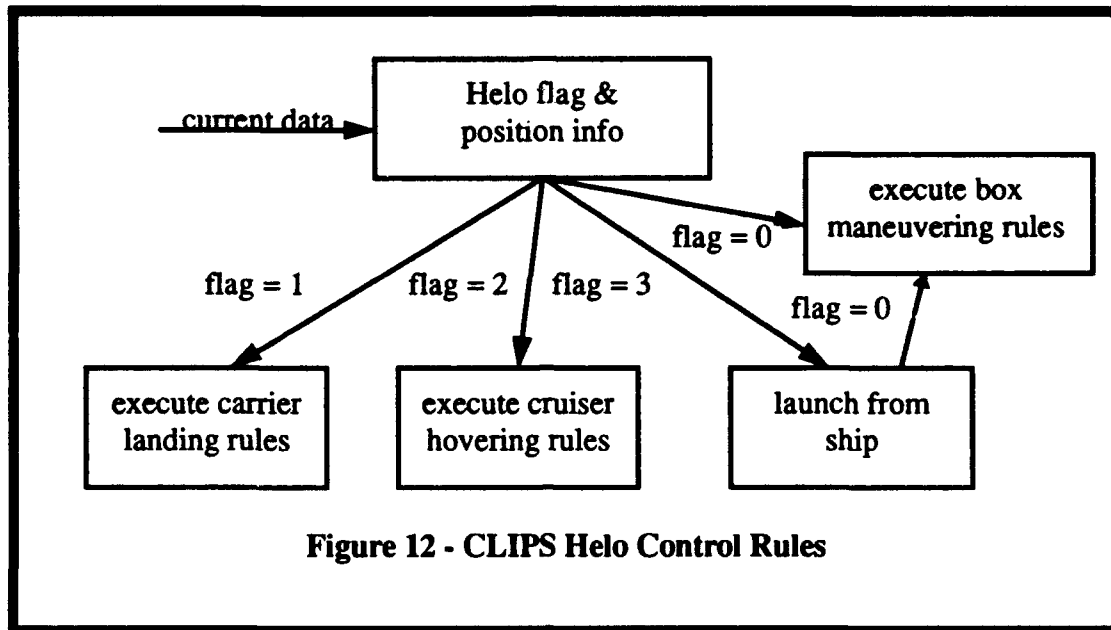 Helo flag &
position info
current data
execute box
maneuvering rules
flag = 0
flag = 1
flag = 2
flag = 3
flag = 0
execute carrier
landing rules
execute cruiser
hovering rules
launch from
ship
Figure 12 - CLIPS Helo Control Rules